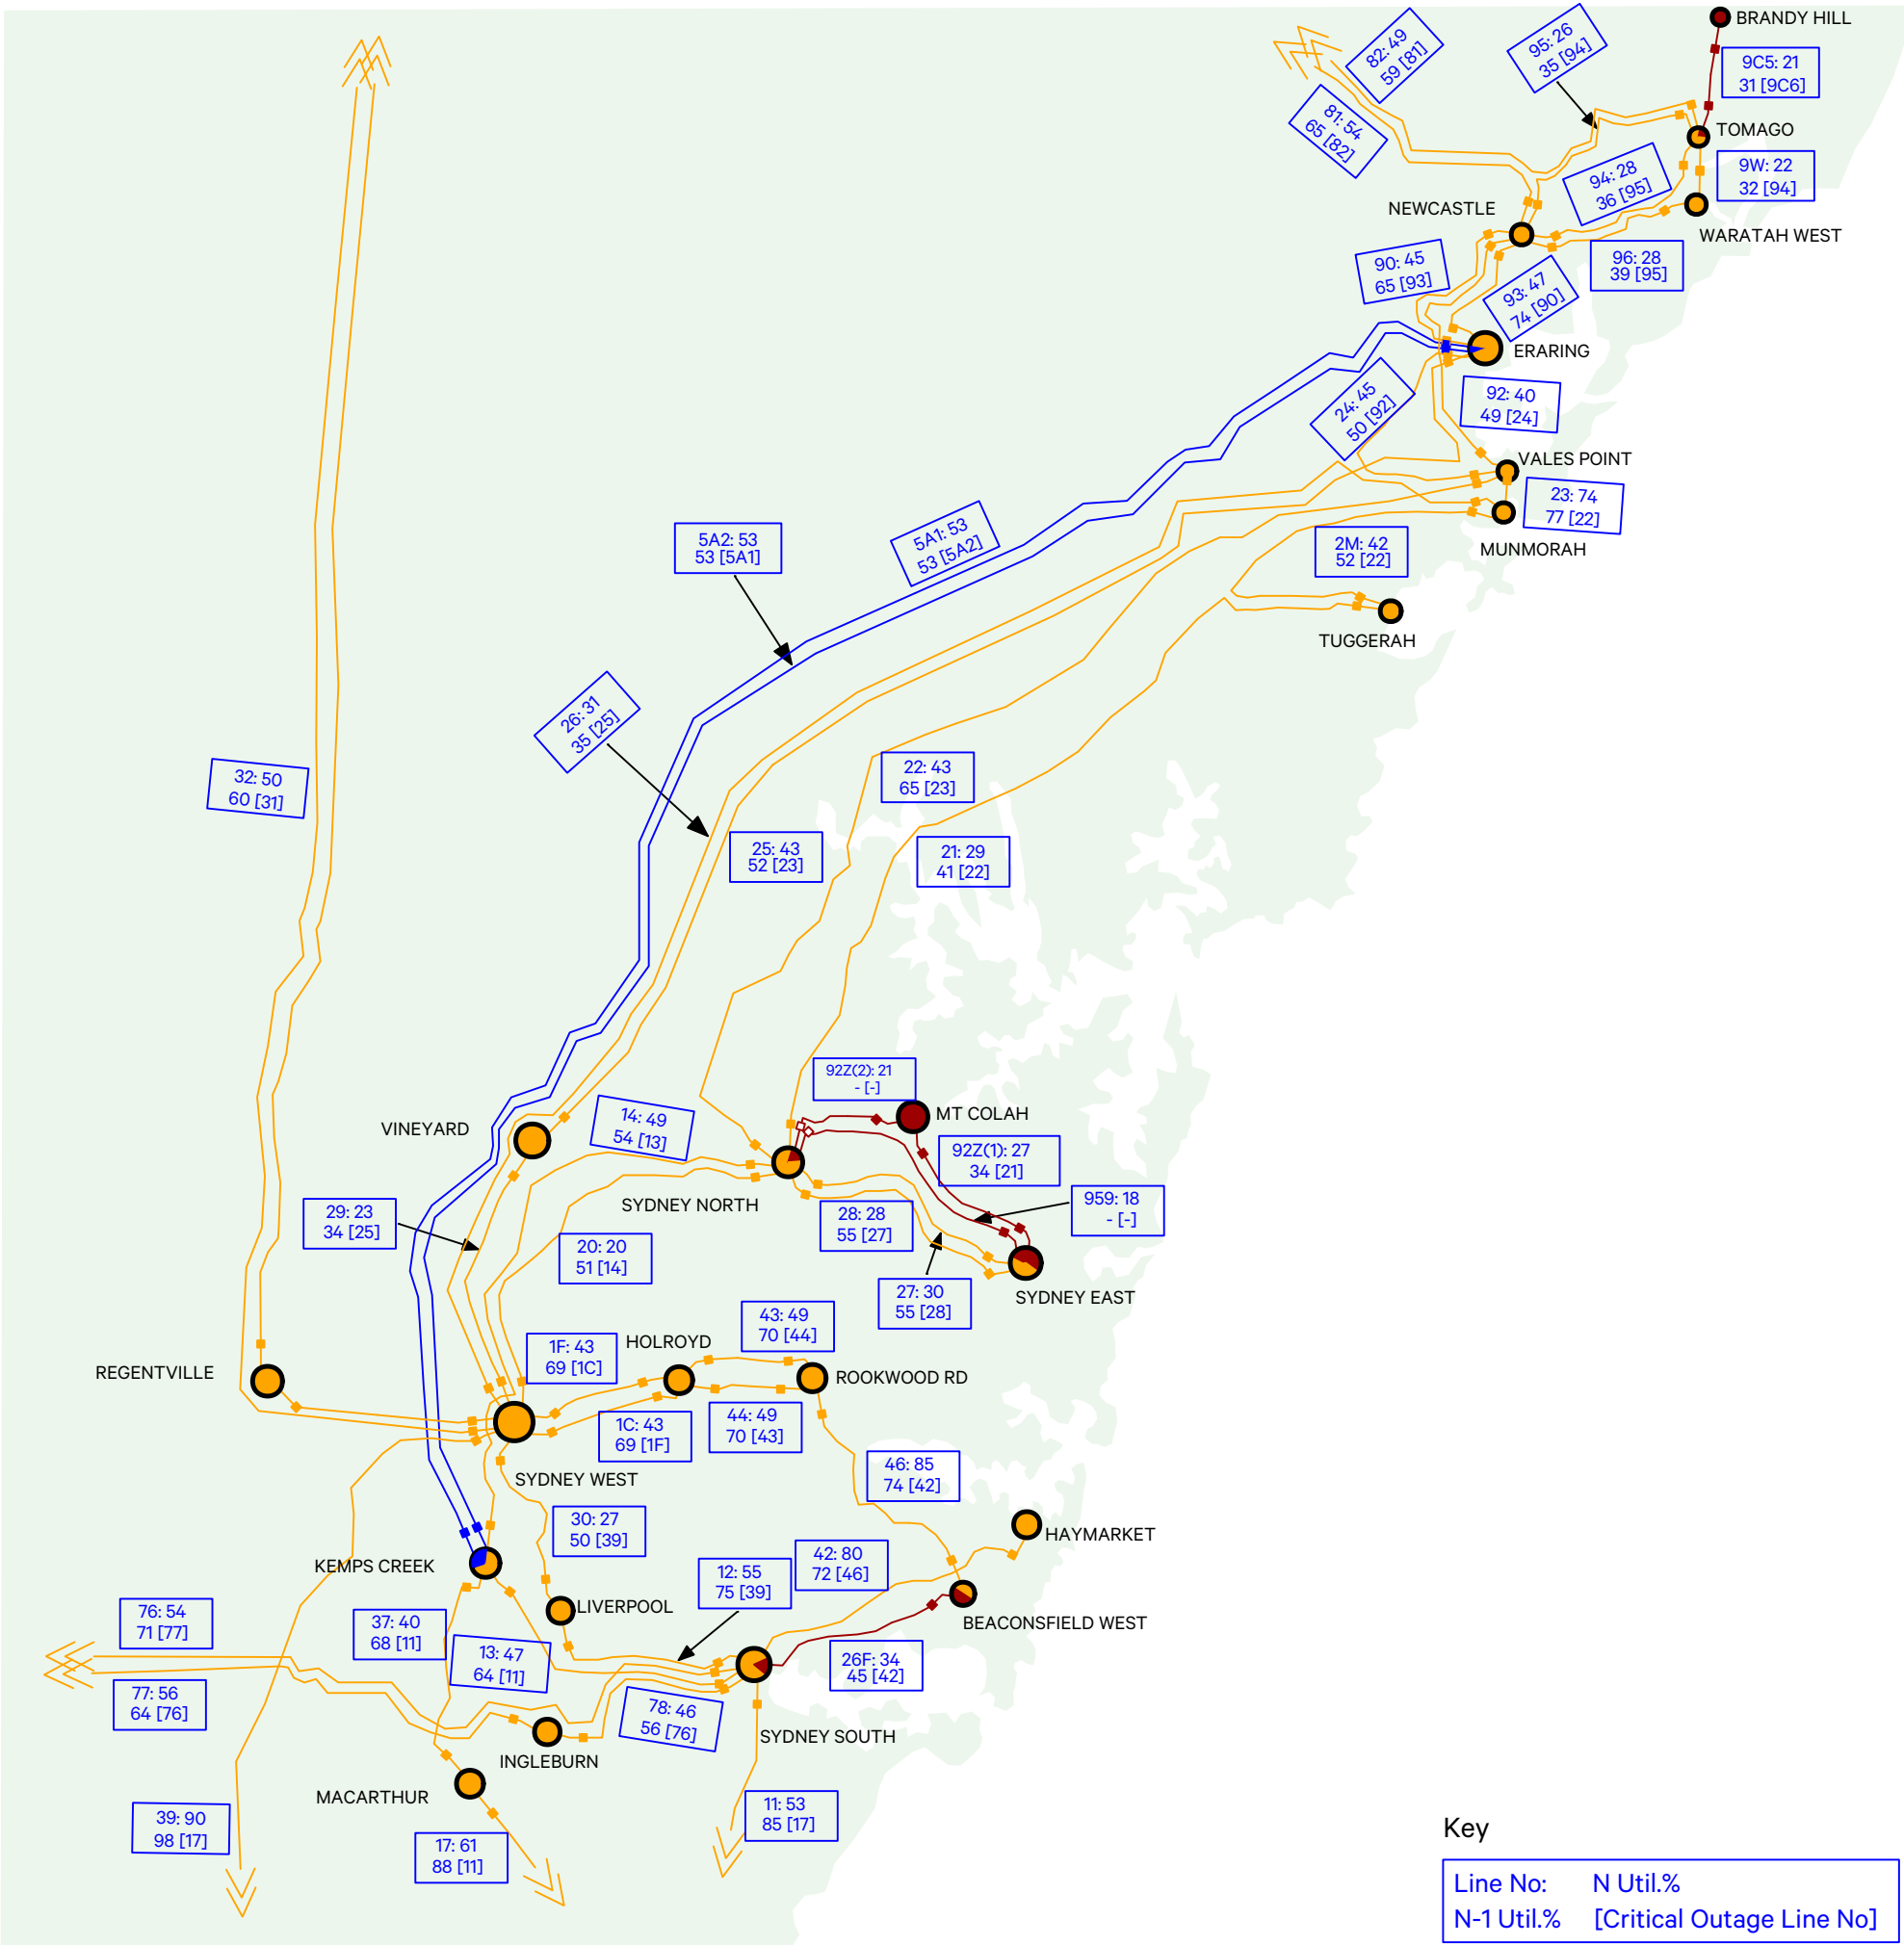 BRANDY HILL
82: 49
59 [81]
95: 26
35 [94]
9C5: 21
31 [9C6]
81: 54
65 [82]
TOMAGO
94: 28
36 [95]
9W: 22
32 [94]
NEWCASTLE
WARATAH WEST
90: 45
65 [93]
93: 47
74 [90]
96: 28
39 [95]
ERARING
24: 45
50 [92]
92: 40
49 [24]
VALES POINT
23: 74
77 [22]
5A2: 53
53 [5A1]
5A1: 53
53 [5A2]
2M: 42
52 [22]
MUNMORAH
TUGGERAH
26: 31
35 [25]
32: 50
60 [31]
22: 43
65 [23]
25: 43
52 [23]
21: 29
41 [22]
92Z(2): 21
- [-]
MT COLAH
VINEYARD
14: 49
54 [13]
92Z(1): 27
34 [21]
SYDNEY NORTH
29: 23
34 [25]
28: 28
55 [27]
959: 18
- [-]
20: 20
51 [14]
27: 30
55 [28]
SYDNEY EAST
43: 49
70 [44]
1F: 43
69 [1C]
HOLROYD
REGENTVILLE
ROOKWOOD RD
1C: 43
69 [1F]
44: 49
70 [43]
SYDNEY WEST
46: 85
74 [42]
30: 27
50 [39]
HAYMARKET
KEMPS CREEK
42: 80
72 [46]
12: 55
75 [39]
LIVERPOOL
BEACONSFIELD WEST
76: 54
71 [77]
37: 40
68 [11]
13: 47
64 [11]
26F: 34
45 [42]
77: 56
64 [76]
78: 46
56 [76]
SYDNEY SOUTH
INGLEBURN
MACARTHUR
39: 90
98 [17]
17: 61
88 [11]
11: 53
85 [17]
Key
Line No: N Util.%
N-1 Util.% [Critical Outage Line No]